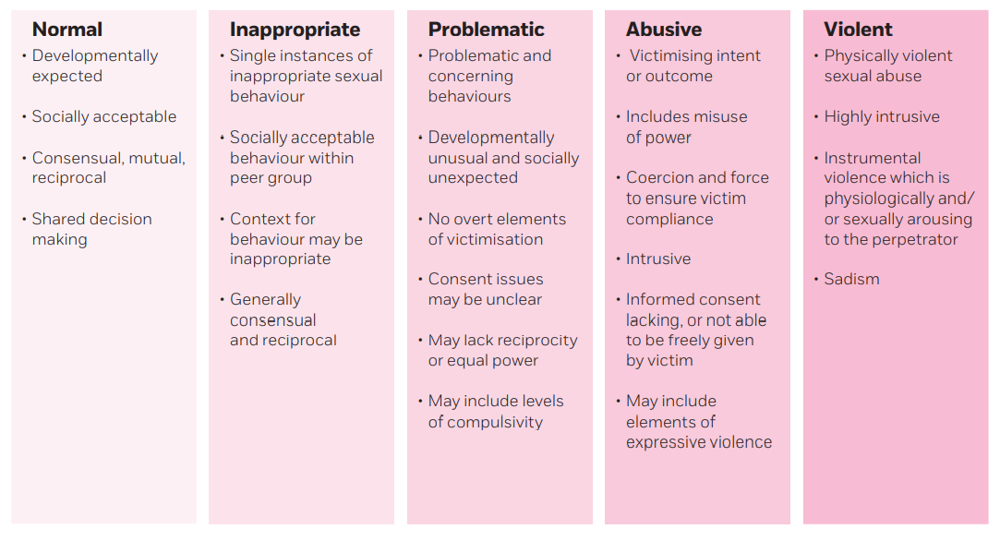 Normal
• Developmentally
expected
• Socially acceptable
• Consensual, mutual,
reciprocal
• Shared decision
making
Inappropriate
• Single instances of
inappropriate sexual
behaviour
• Socially acceptable
behaviour within
peer group
• Context for
behaviour may be
inappropriate
• Generally
consensual
and reciprocal
Problematic
• Problematic and
concerning
behaviours
• Developmentally
unusual and socially
unexpected
• No overt elements
of victimisation
• Consent issues
may be unclear
• May lack reciprocity
or equal power
• May include levels
of compulsivity
Abusive
• Victimising intent
or outcome
• Includes misuse
of power
• Coercion and force
to ensure victim
compliance
• Intrusive
• Informed consent
lacking, or not able
to be freely given
by victim
• May include
elements of
expressive violence
Violent
• Physically violent
sexual abuse
• Highly intrusive
• Instrumental
violence which is
physiologically and/
or sexually arousing
to the perpetrator
• Sadism